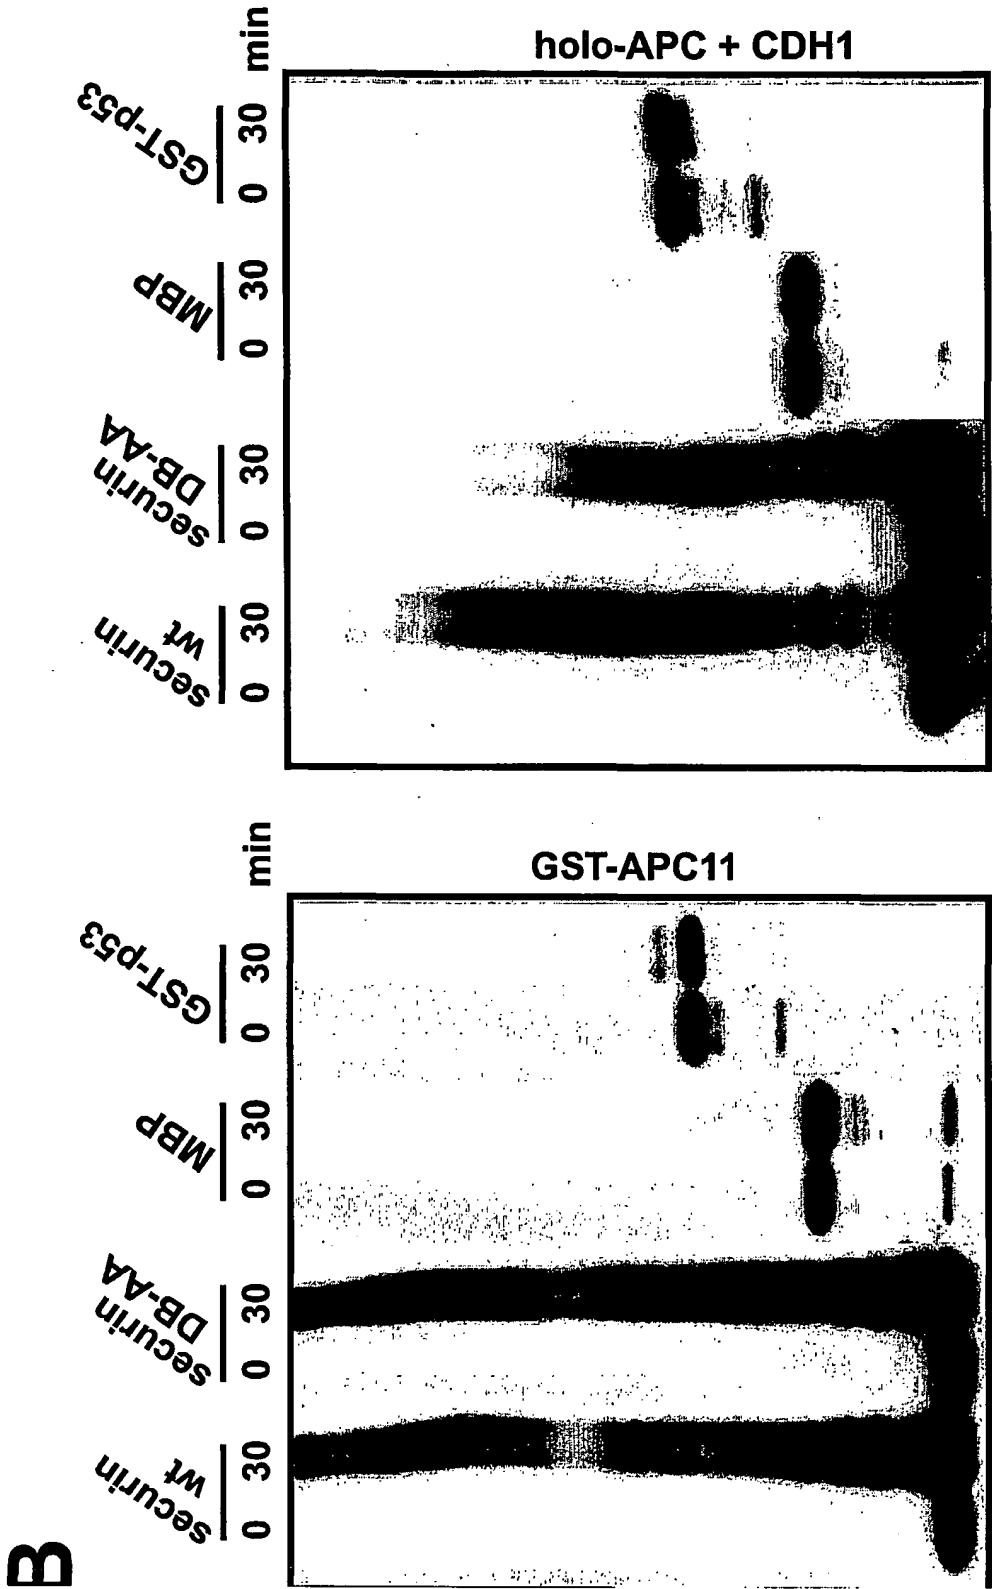 B
securin wt
securin DB-AA
MBP
GST-p53
0 30 0 30 0 30 0 30 min
GST-APC11
securin wt
securin DB-AA
MBP
GST-p53
0 30 0 30 0 30 0 30 min
holo-APC + CDH1